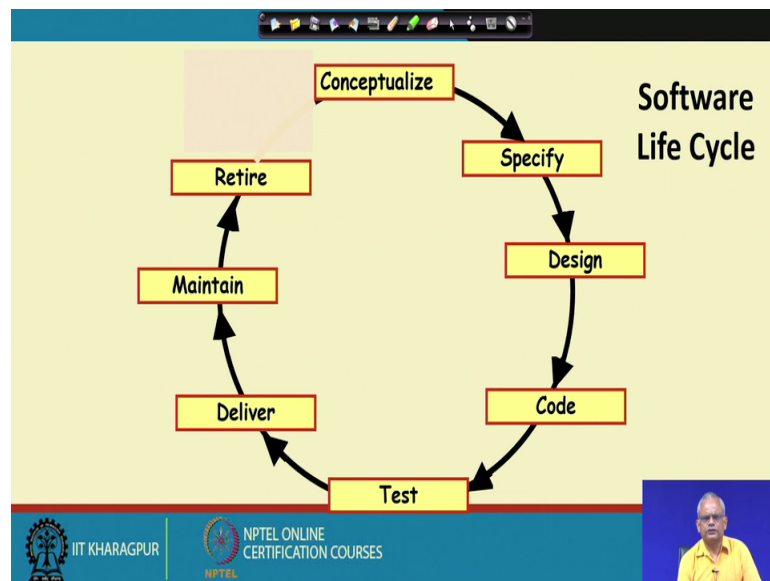 Software
Life Cycle
Conceptualize
Specify
Design
Code
Test
Deliver
Maintain
Retire
IIT KHARAGPUR
NPTEL
NPTEL ONLINE
CERTIFICATION COURSES